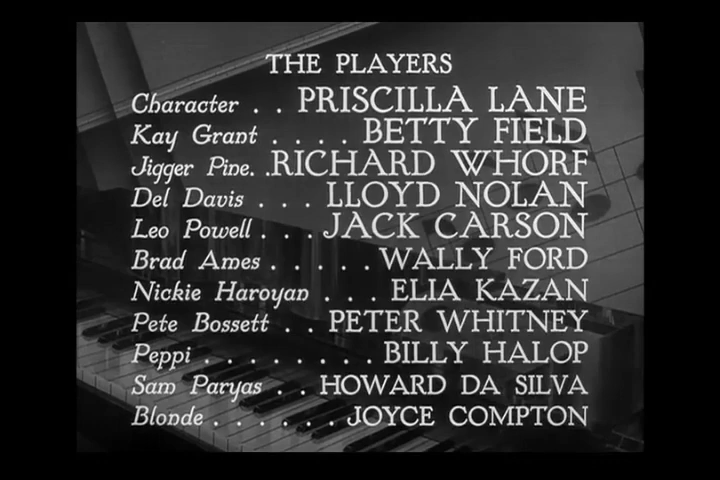 THE PLAYERS
Character . . PRISCILLA LANE
Kay Grant . . . . BETTY FIELD
Jigger Pine. . RICHARD WHORF
Del Davis . . . LLOYD NOLAN
Leo Powell . . . JACK CARSON
Brad Ames . . . . . WALLY FORD
Nickie Haroyan . . . ELIA KAZAN
Pete Bossett . . PETER WHITNEY
Peppi . . . . . . . . BILLY HALOP
Sam Paryas . . HOWARD DA SILVA
Blonde . . . . . . JOYCE COMPTON